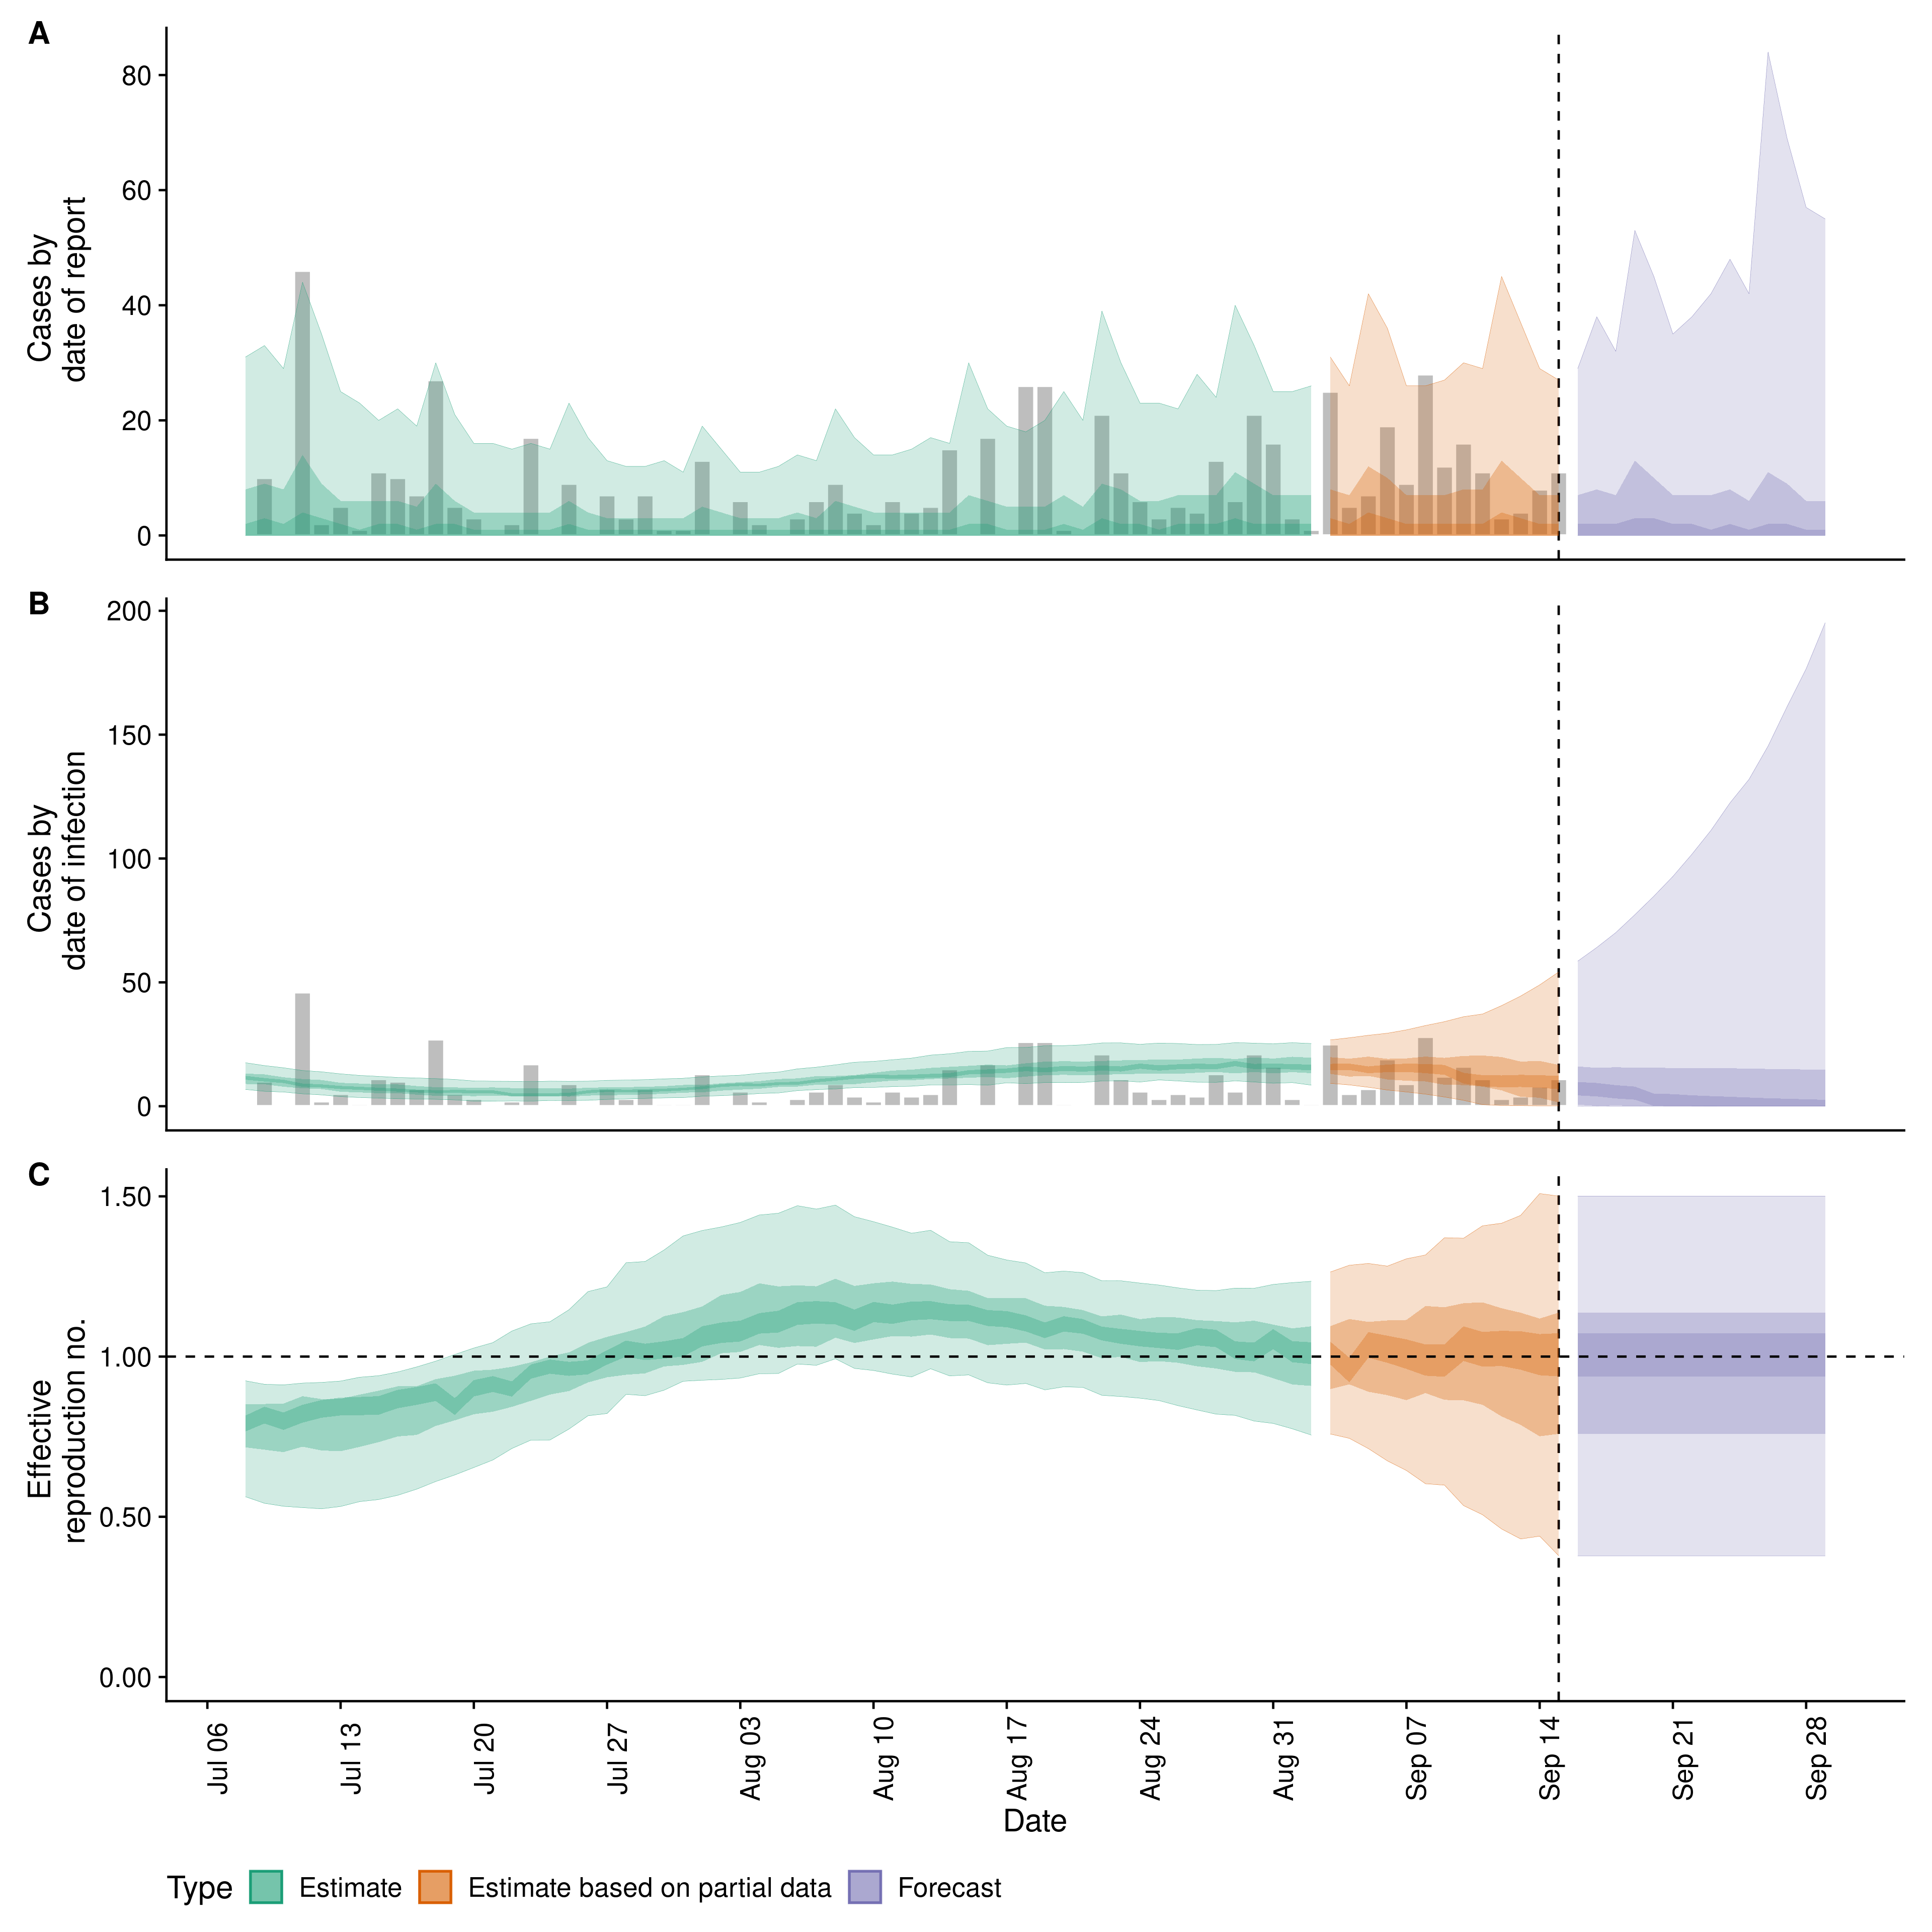 A
80
60
40
20
0
Cases by
date of report
B
200
150
100
50
0
Cases by
date of infection
C
1.50
1.00
0.50
0.00
Effective
reproduction no.
Jul 06
Jul 13
Jul 20
Jul 27
Aug 03
Aug 10
Aug 17
Aug 24
Aug 31
Sep 07
Sep 14
Sep 21
Sep 28
Date
Type Estimate Estimate based on partial data Forecast